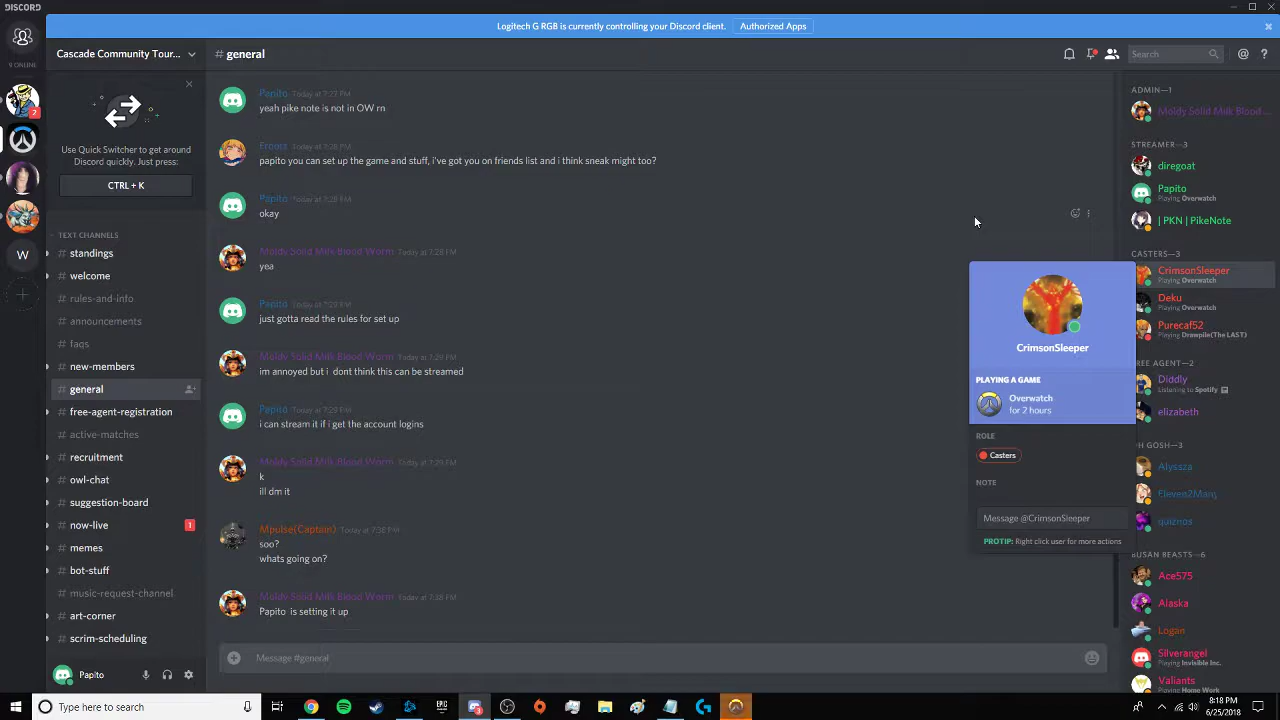 DISCORD
Logitech G RGB is currently controlling your Discord client. Authorized Apps
9 ONLINE
7
W
Cascade Community Tour...
Use Quick Switcher to get around
Discord quickly. Just press:
CTRL + K
TEXT CHANNELS
# standings
# welcome
# rules-and-info
# announcements
# faqs
# new-members
# general
# free-agent-registration
# active-matches
# recruitment
# owl-chat
# suggestion-board
# now-live 1
# memes
# bot-stuff
# music-request-channel
# art-corner
# scrim-scheduling
Papito
# general
Search
@ ?
Papito Today at 7:27 PM
yeah pike note is not in OW rn
Today at 7:28 PM
papito you can set up the game and stuff, i've got you on friends list and i think sneak might too?
Papito Today at 7:28 PM
okay
Moldy Solid Milk Blood Worm Today at 7:28 PM
yea
Papito Today at 7:29 PM
just gotta read the rules for set up
Moldy Solid Milk Blood Worm Today at 7:29 PM
im annoyed but i dont think this can be streamed
Papito Today at 7:29 PM
i can stream it if i get the account logins
Moldy Solid Milk Blood Worm Today at 7:29 PM
k
ill dm it
Mpulse(Captain) Today at 7:38 PM
soo?
whats going on?
Moldy Solid Milk Blood Worm Today at 7:38 PM
Papito is setting it up
Message #general
CrimsonSleeper
PLAYING A GAME
Overwatch
for 2 hours
ROLE
Casters
NOTE
Message @CrimsonSleeper
PROTIP: Right click user for more actions
ADMIN—1
Moldy Solid Milk Blood ...
STREAMER—3
diregoat
Papito
Playing Overwatch
| PKN | PikeNote
CASTERS—3
CrimsonSleeper
Playing Overwatch
Deku
Playing Overwatch
Purecaf52
Playing Drawpile(The LAST)
REE AGENT—2
Diddly
Listening to Spotify
elizabeth
H GOSH—3
Alyssza
Eleven2Many
quiznos
BUSAN BEASTS—6
Ace575
Alaska
Logan
Silverangel
Playing Invisible Inc.
Valiants
Playing Home Work
Type here to search
EPIC
3
8:18 PM
6/25/2018